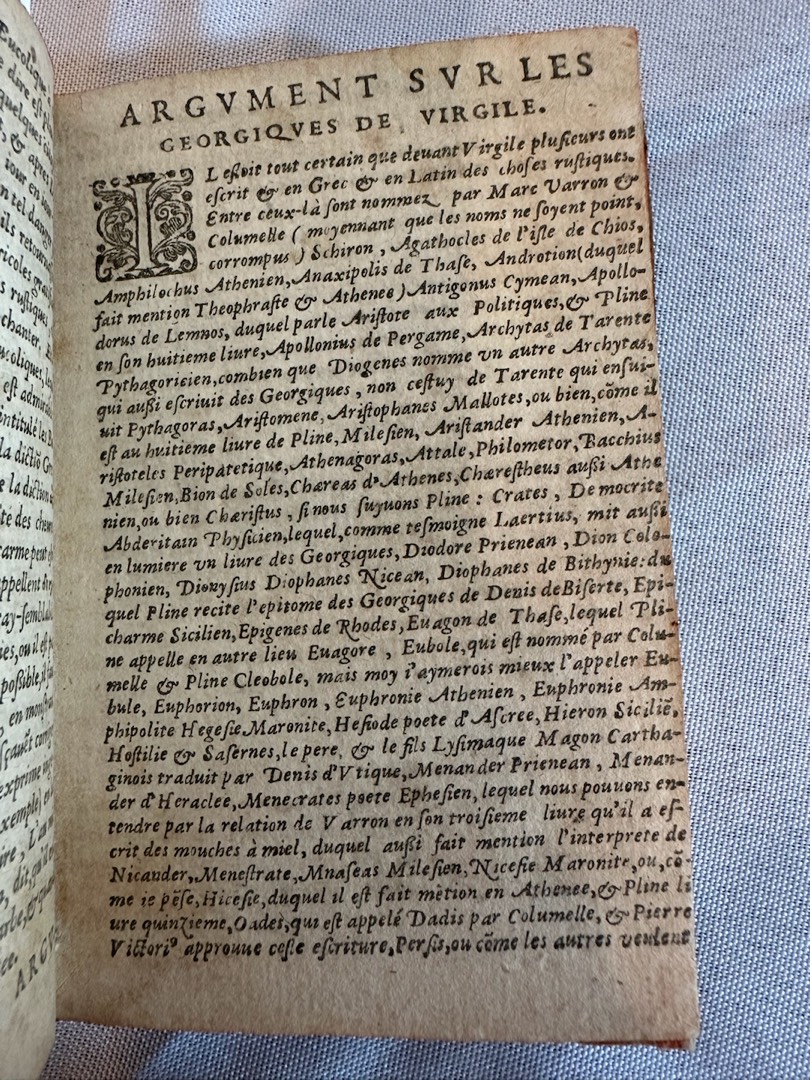 ARGVMENT SVR LES
GEORGIQVES DE VIRGILE.
IL eſtoit tout certain que deuant Virgile pluſieurs ont
eſcrit & en Grec & en Latin des choſes ruſtiques.
Entre ceux-là ſont nommez par Marc Varron &
Columelle ( moyennant que les noms ne ſoyent point,
corrompus ) Schiron, Agathocles de l'iſle de Chios,
Amphilochus Athenien, Anaxipolis de Thaſe, Androtion(duquel
fait mention Theophraſte & Athenee) Antigonus Cymean, Apollo-
dorus de Lemnos, duquel parle Ariſtote aux Politiques, & Pline
en ſon huitieme liure, Apollonius de Pergame, Archytas de Tarente
Pythagoricien, combien que Diogenes nomme vn autre Archytas,
qui außi eſcriuit des Georgiques, non ceſtuy de Tarente qui enſui-
uit Pythagoras, Ariſtomene, Ariſtophanes Mallotes, ou bien, cõme il
eſt au huitieme liure de Pline, Mileſien, Ariſtander Athenien, A-
riſtoteles Peripatetique, Athenagoras, Attale, Philometor, Bacchius
Mileſien, Bion de Soles, Chæreas d'Athenes, Chæreſtheus außi Athe
nien, ou bien Chæriſtus, ſi nous ſuyuons Pline : Crates, Democrite
Abderitain Phyſicien, lequel, comme teſmoigne Laertius, mit außi
en lumiere vn liure des Georgiques, Diodore Prienean, Dion Colo-
phonien, Dionyſius Diophanes Nicean, Diophanes de Bithynie: du
quel Pline recite l'epitome des Georgiques de Denis de Biſerte, Epi-
charme Sicilien, Epigenes de Rhodes, Euagon de Thaſe, lequel Pli-
ne appelle en autre lieu Euagore, Eubole, qui eſt nommé par Colu-
melle & Pline Cleobole, mais moy i'aymerois mieux l'appeler Eu-
bule, Euphorion, Euphron, Euphronie Athenien, Euphronie Am-
phipolite Hegeſie Maronite, Heſiode poete d'Aſcree, Hieron Siciliẽ,
Hoſtilie & Saſernes, le pere, & le fils Lyſimaque Magon Cartha-
ginois traduit par Denis d'Vtique, Menander Prienean, Menan-
der d'Heraclee, Menecrates poete Epheſien, lequel nous pouuons en-
tendre par la relation de Varron en ſon troiſieme liure qu'il a eſ-
crit des mouches à miel, duquel außi fait mention l'interprete de
Nicander, Meneſtrate, Mnaſeas Mileſien, Niceſie Maronite, ou, cõ-
me ie pẽſe, Hiceſie, duquel il eſt fait mẽtion en Athenee, & Pline li
ure quinzieme, Oades, qui eſt appelé Dadis par Columelle, & Pierre
Victoriꝰ approuue ceſte eſcriture, Perſis, ou cõme les autres veulent